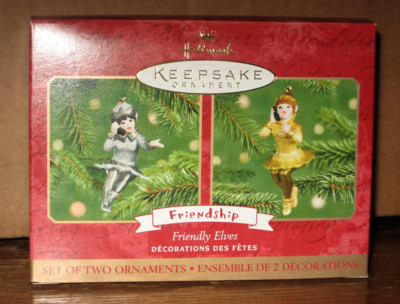 Hallmark
KEEPSAKE
ORNAMENT
Friendship
Friendly Elves
DÉCORATIONS DES FÊTES
SET OF TWO ORNAMENTS • ENSEMBLE DE 2 DÉCORATIONS